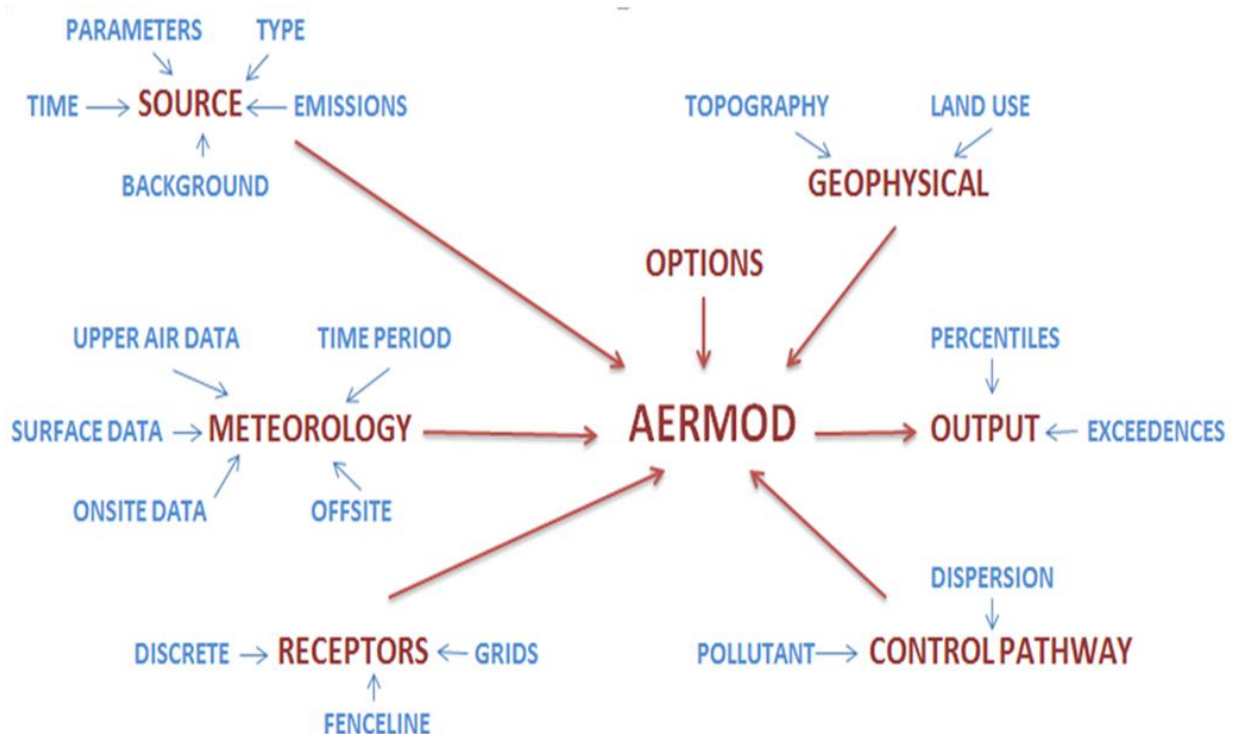 PARAMETERS
TYPE
TIME
SOURCE
EMISSIONS
BACKGROUND
TOPOGRAPHY
LAND USE
GEOPHYSICAL
OPTIONS
UPPER AIR DATA
TIME PERIOD
SURFACE DATA
METEOROLOGY
ONSITE DATA
OFFSITE
AERMOD
PERCENTILES
OUTPUT
EXCEEDENCES
DISCRETE
RECEPTORS
GRIDS
FENCELINE
DISPERSION
POLLUTANT
CONTROL PATHWAY